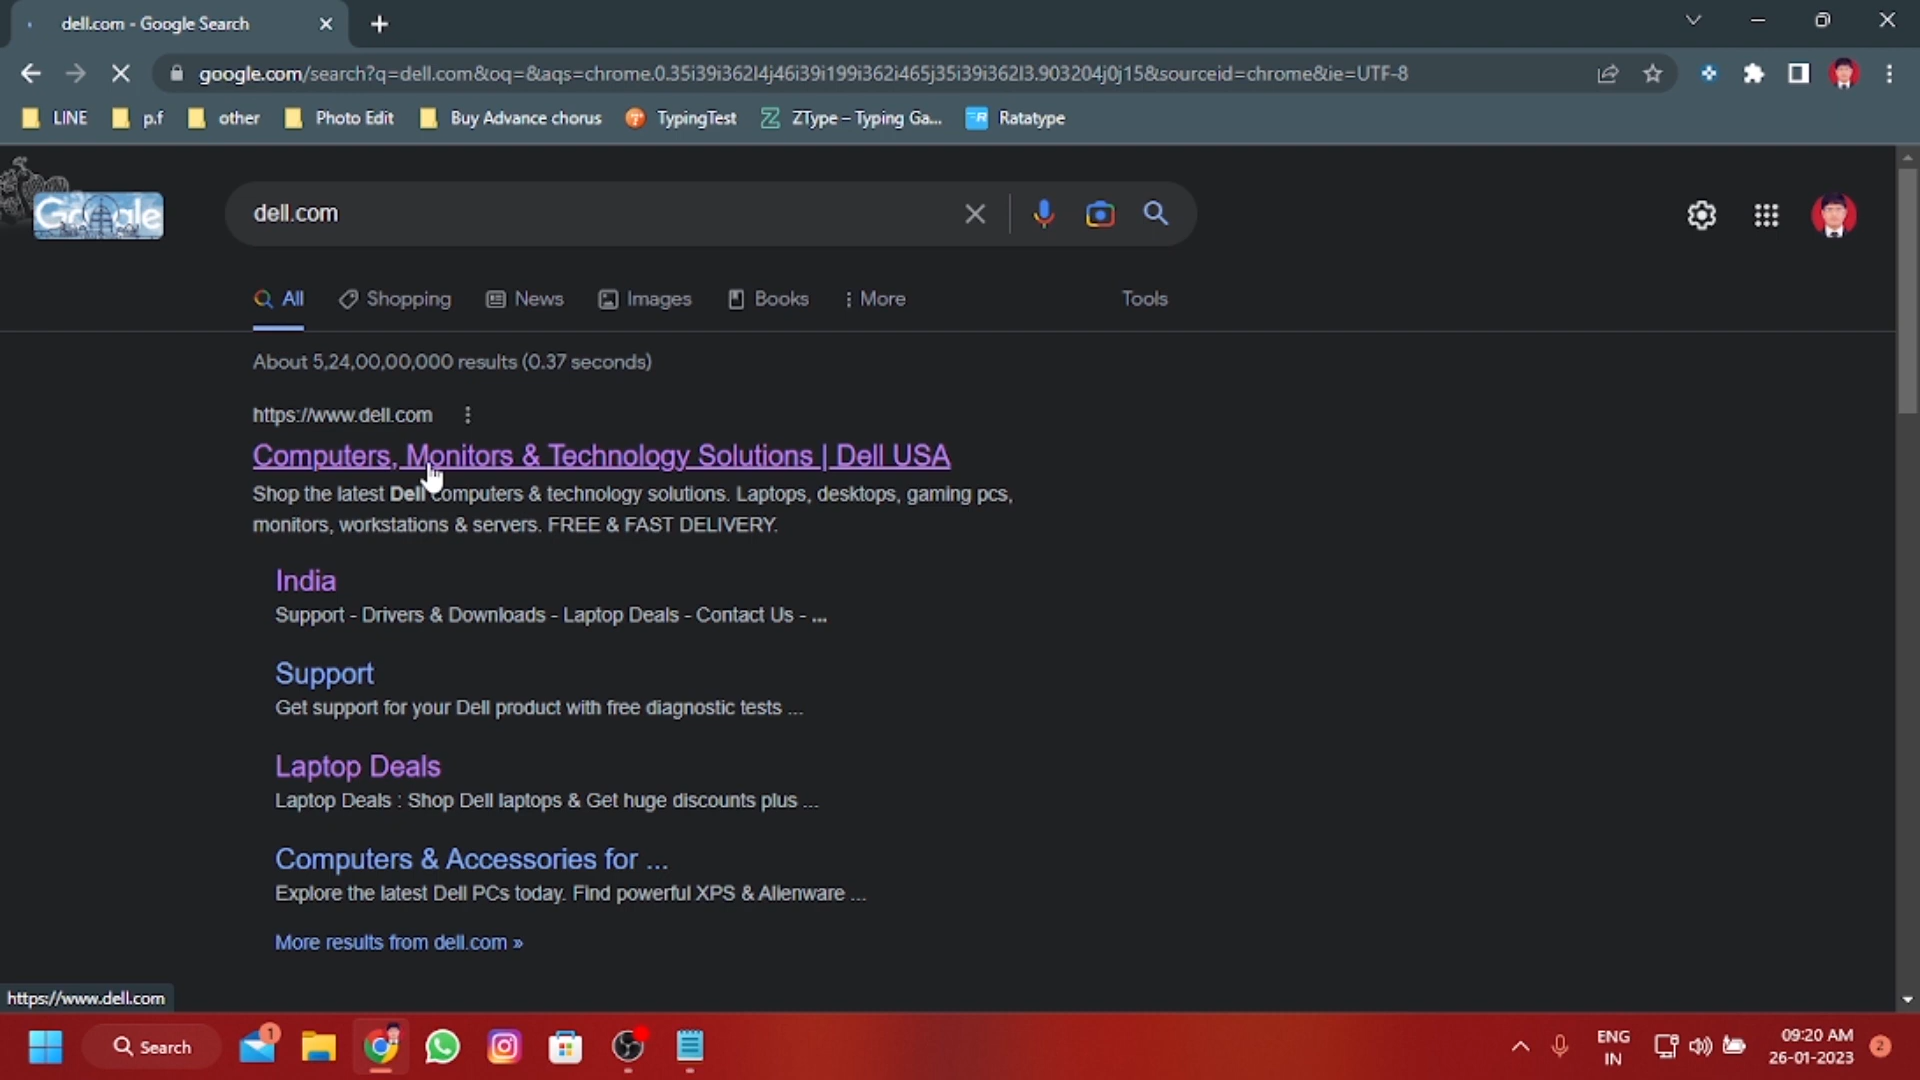 dell.com - Google Search
google.com/search?q=dell.com&oq=&aqs=chrome.0.35i39i362l4j46i39i199i362i465j35i39i362l3.903204j0j15&sourceid=chrome&ie=UTF-8
LINE p.f other Photo Edit Buy Advance chorus TypingTest ZType – Typing Ga... Ratatype
Google
dell.com
All Shopping News Images Books More Tools
About 5,24,00,00,000 results (0.37 seconds)
https://www.dell.com
Computers, Monitors & Technology Solutions | Dell USA
Shop the latest Dell computers & technology solutions. Laptops, desktops, gaming pcs,
monitors, workstations & servers. FREE & FAST DELIVERY.
India
Support - Drivers & Downloads - Laptop Deals - Contact Us - ...
Support
Get support for your Dell product with free diagnostic tests ...
Laptop Deals
Laptop Deals : Shop Dell laptops & Get huge discounts plus ...
Computers & Accessories for ...
Explore the latest Dell PCs today. Find powerful XPS & Alienware ...
More results from dell.com »
https://www.dell.com
Search 1 ENG 09:20 AM
IN 26-01-2023 2